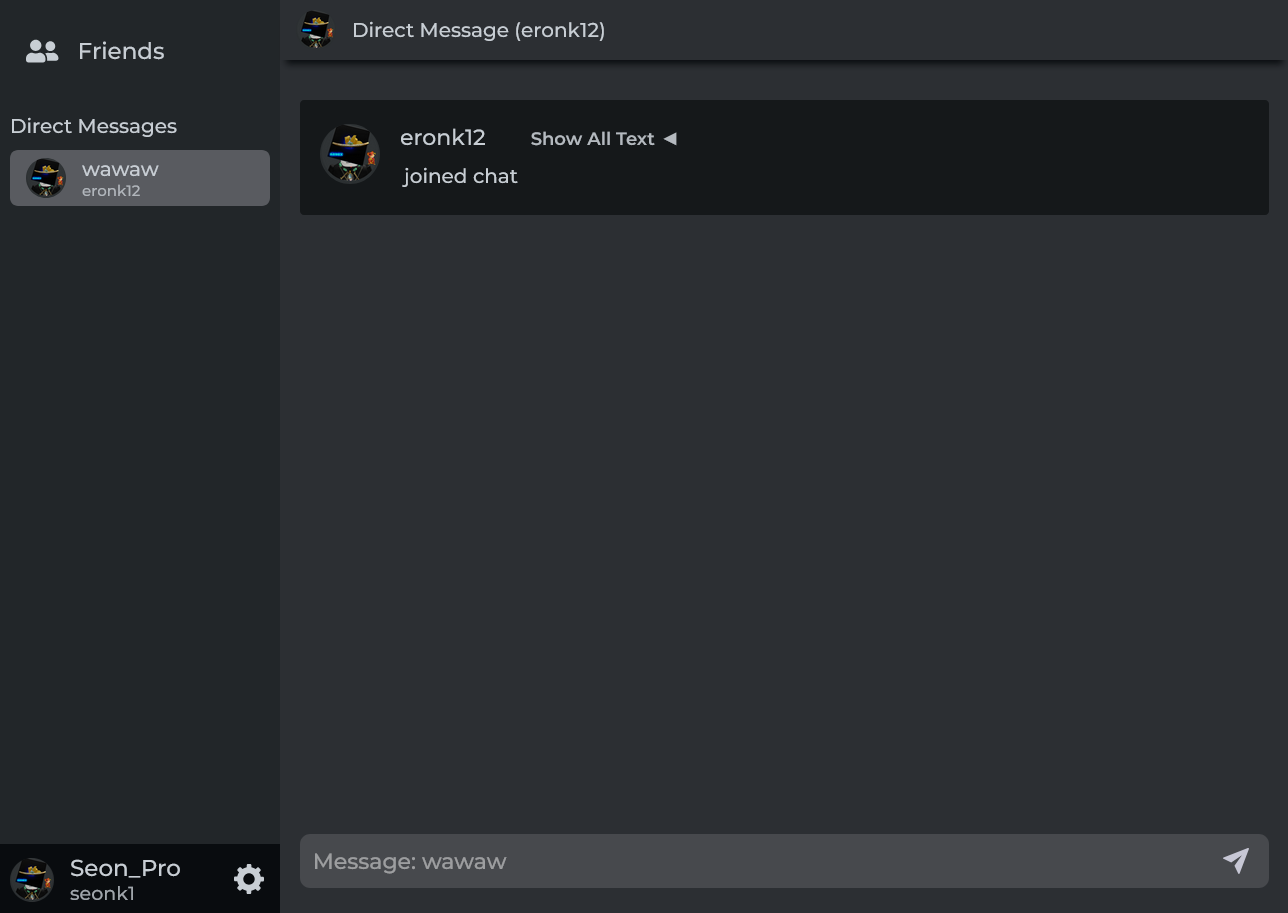 Friends
Direct Messages
wawaw
eronk12
Seon_Pro
seonk1
Direct Message (eronk12)
eronk12 Show All Text ◀
joined chat
Message: wawaw